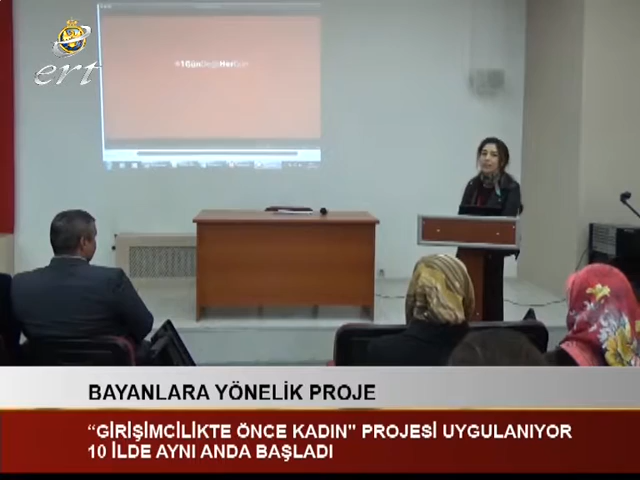 ert
#1GünDeğilHerGün
BAYANLARA YÖNELİK PROJE
“GİRİŞİMCİLİKTE ÖNCE KADIN" PROJESİ UYGULANIYOR
10 İLDE AYNI ANDA BAŞLADI